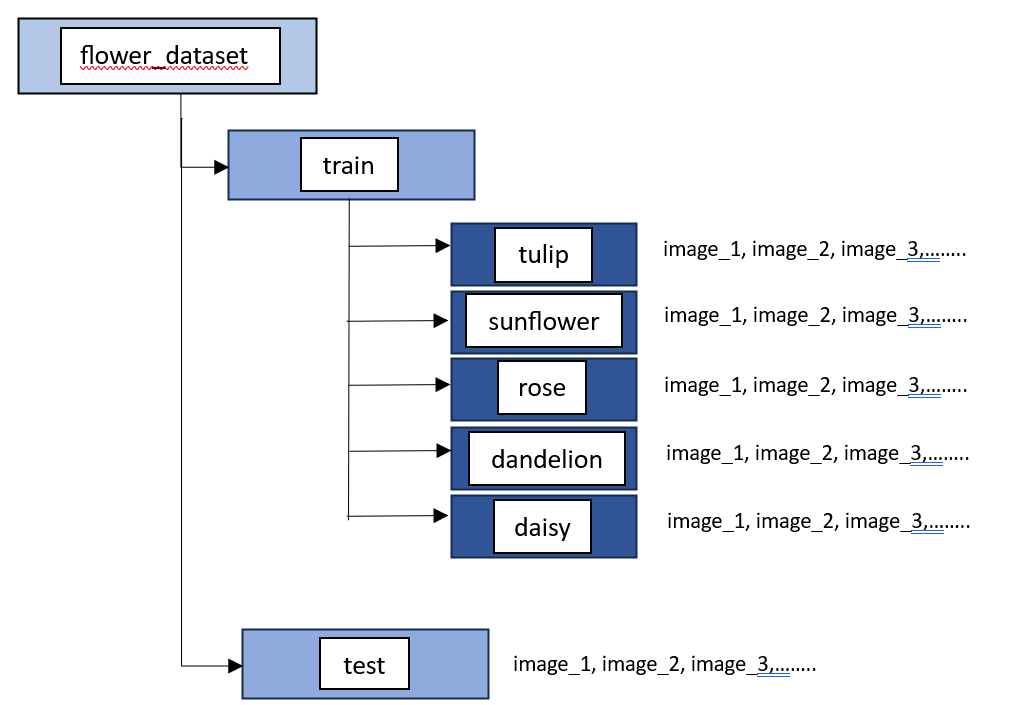 flower_dataset
train
tulip image_1, image_2, image_3,........
sunflower image_1, image_2, image_3,........
rose image_1, image_2, image_3,........
dandelion image_1, image_2, image_3,........
daisy image_1, image_2, image_3,........
test image_1, image_2, image_3,........